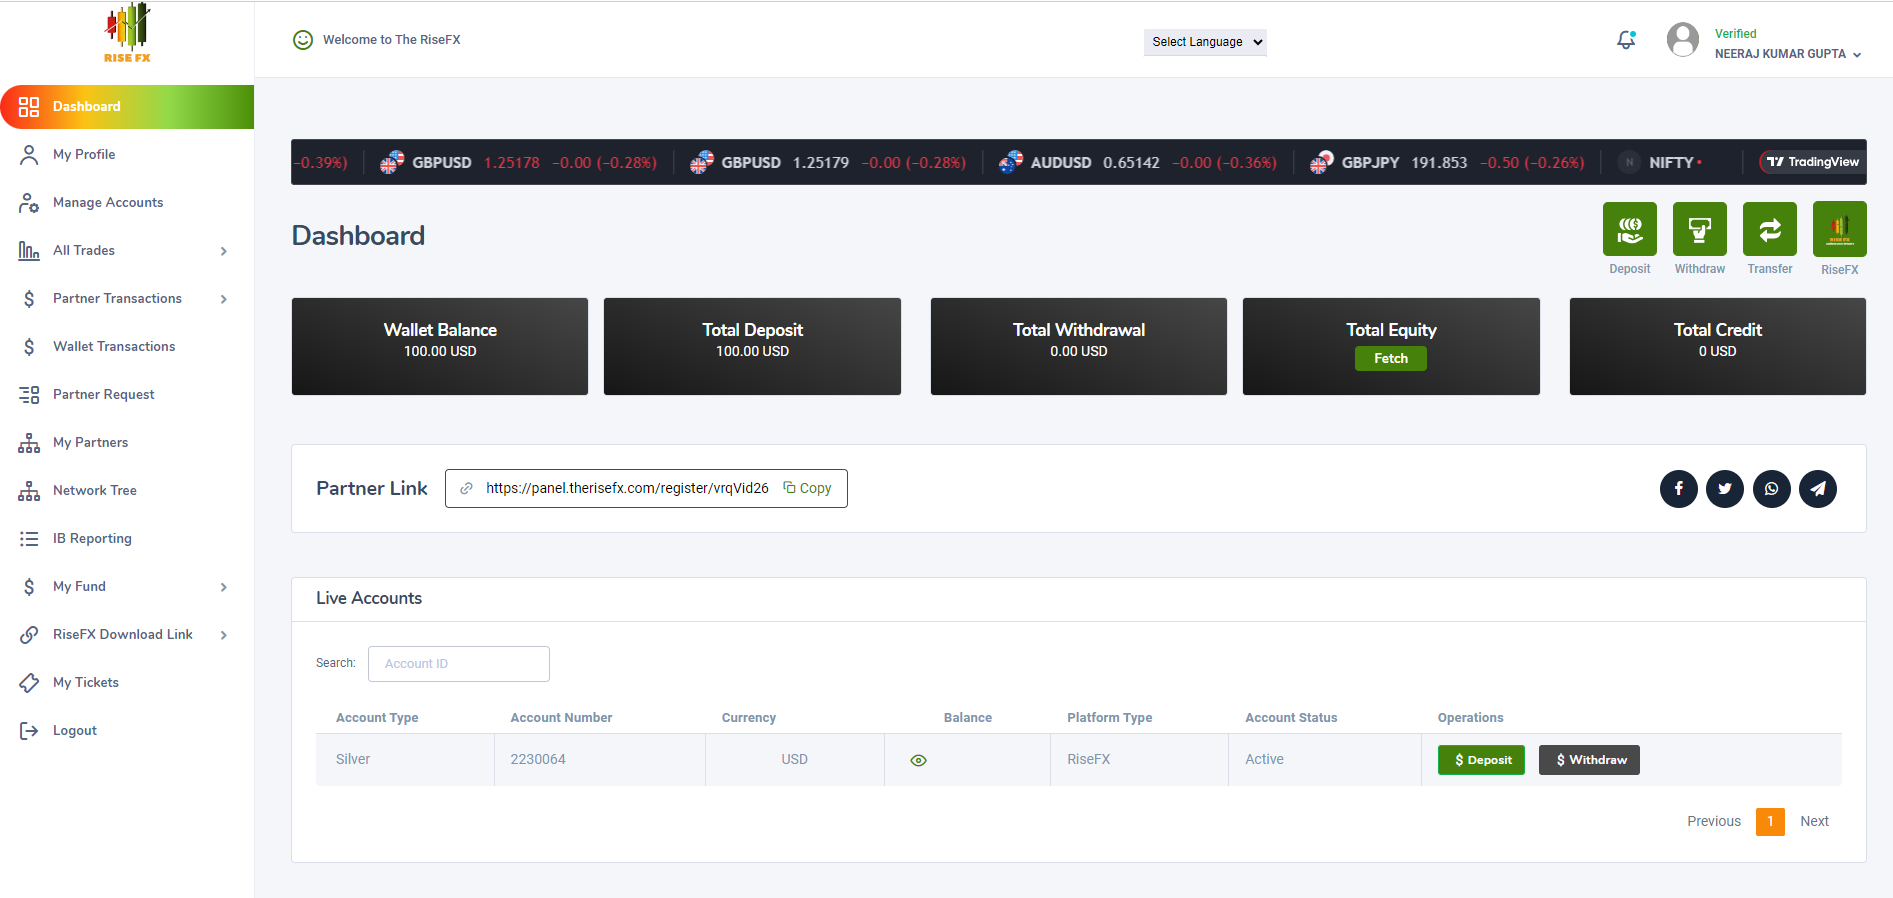 RISE FX
Welcome to The RiseFX
Select Language
Verified
NEERAJ KUMAR GUPTA
Dashboard
My Profile
Manage Accounts
All Trades
Partner Transactions
Wallet Transactions
Partner Request
My Partners
Network Tree
IB Reporting
My Fund
RiseFX Download Link
My Tickets
Logout
−0.39%) GBPUSD 1.25178 −0.00 (−0.28%) GBPUSD 1.25179 −0.00 (−0.28%) AUDUSD 0.65142 −0.00 (−0.36%) GBPJPY 191.853 −0.50 (−0.26%) N NIFTY TradingView
Dashboard
Deposit Withdraw Transfer RiseFX
Wallet Balance
100.00 USD
Total Deposit
100.00 USD
Total Withdrawal
0.00 USD
Total Equity
Fetch
Total Credit
0 USD
Partner Link https://panel.therisefx.com/register/vrqVid26 Copy
Live Accounts
Search: Account ID
Account Type Account Number Currency Balance Platform Type Account Status Operations
Silver 2230064 USD RiseFX Active $ Deposit $ Withdraw
Previous 1 Next